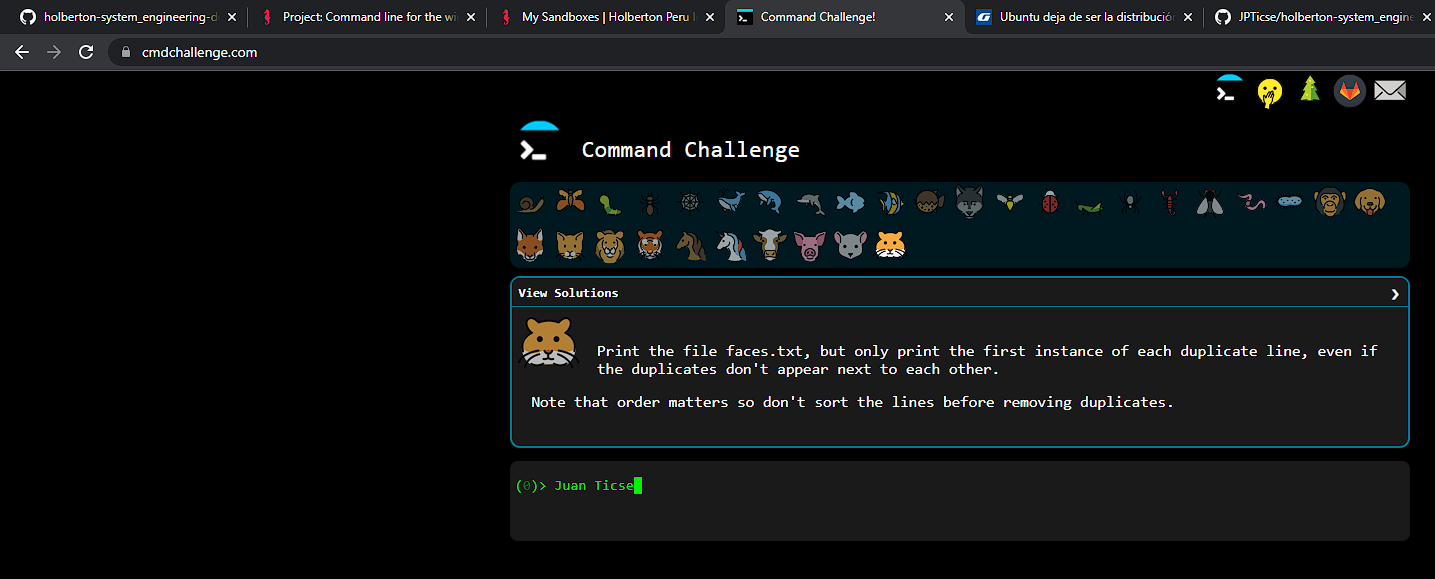 holberton-system_engineering-d
Project: Command line for the wi
My Sandboxes | Holberton Peru
Command Challenge!
Ubuntu deja de ser la distribució
JPTicse/holberton-system_engine
cmdchallenge.com
Command Challenge
View Solutions
Print the file faces.txt, but only print the first instance of each duplicate line, even if
the duplicates don't appear next to each other.
Note that order matters so don't sort the lines before removing duplicates.
(0)> Juan Ticse